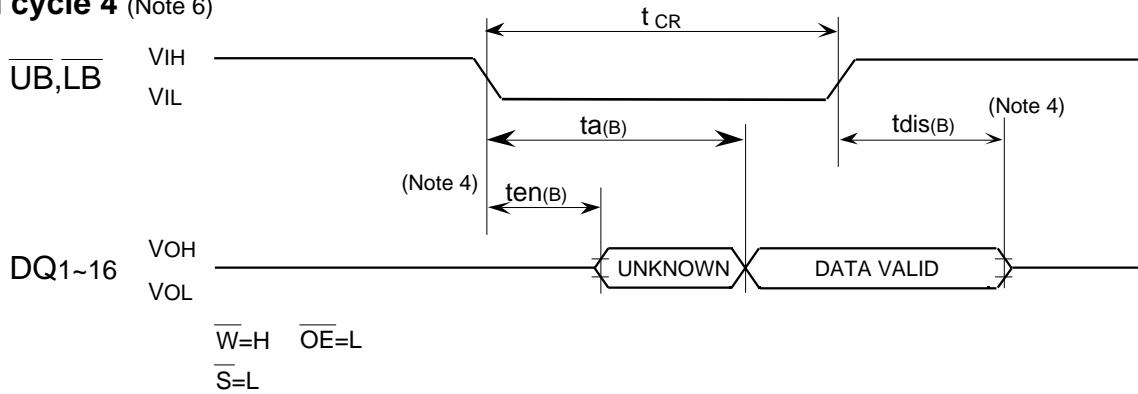 cycle 4 (Note 6)
t CR
UB,LB
VIH
VIL
ta(B)
tdis(B)
(Note 4)
(Note 4)
ten(B)
DQ1~16
VOH
VOL
UNKNOWN
DATA VALID
W=H OE=L
S=L